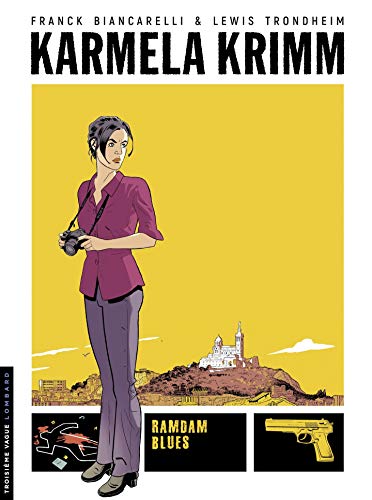 FRANCK BIANCARELLI & LEWIS TRONDHEIM
KARMELA KRIMM
RAMDAM
BLUES
TROISIÈME VAGUE LOMBARD